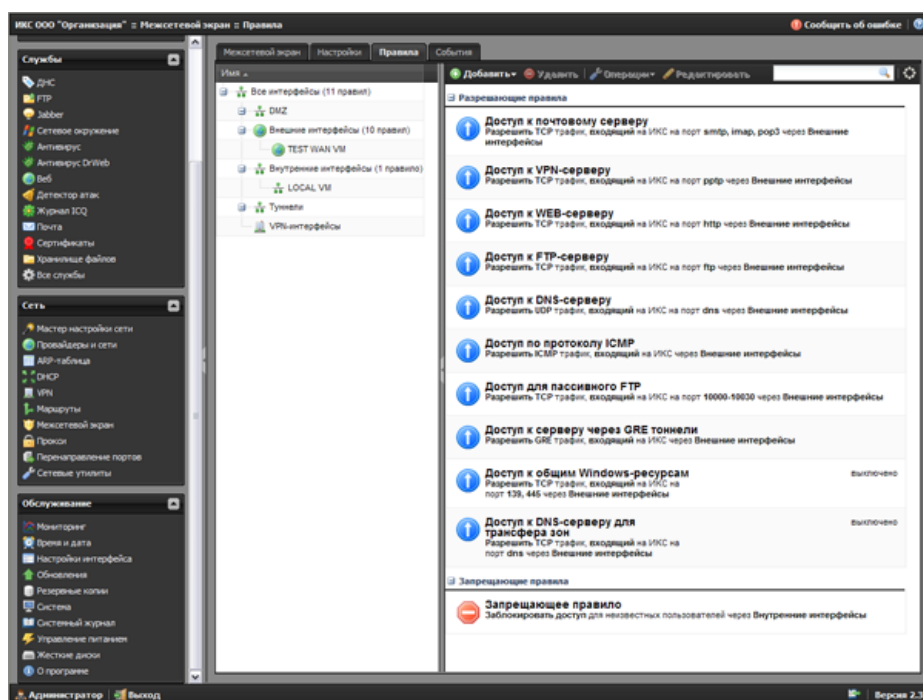 ИКС ООО "Организация" :: Межсетевой экран :: Правила
Сообщить об ошибке
Службы
ДНС
FTP
Jabber
Сетевое окружение
Антивирус
Антивирус DrWeb
Веб
Детектор атак
Журнал ICQ
Почта
Сертификаты
Хранилище файлов
Все службы
Сеть
Мастер настройки сети
Провайдеры и сети
ARP-таблица
DHCP
VPN
Маршруты
Межсетевой экран
Прокси
Перенаправление портов
Сетевые утилиты
Обслуживание
Мониторинг
Время и дата
Настройки интерфейса
Обновления
Резервные копии
Система
Системный журнал
Управление питанием
Жесткие диски
О программе
Межсетевой экран
Настройки
Правила
События
Имя
Все интерфейсы (11 правил)
DMZ
Внешние интерфейсы (10 правил)
TEST WAN VM
Внутренние интерфейсы (1 правило)
LOCAL VM
Туннели
VPN-интерфейсы
Добавить
Удалить
Операции
Редактировать
Разрешающие правила
Доступ к почтовому серверу
Разрешить TCP трафик, входящий на ИКС на порт smtp, imap, pop3 через Внешние
интерфейсы
Доступ к VPN-серверу
Разрешить TCP трафик, входящий на ИКС на порт pptp через Внешние интерфейсы
Доступ к WEB-серверу
Разрешить TCP трафик, входящий на ИКС на порт http через Внешние интерфейсы
Доступ к FTP-серверу
Разрешить TCP трафик, входящий на ИКС на порт ftp через Внешние интерфейсы
Доступ к DNS-серверу
Разрешить UDP трафик, входящий на ИКС на порт dns через Внешние интерфейсы
Доступ по протоколу ICMP
Разрешить ICMP трафик, входящий на ИКС через Внешние интерфейсы
Доступ для пассивного FTP
Разрешить TCP трафик, входящий на ИКС на порт 10000-10030 через Внешние интерфейсы
Доступ к серверу через GRE тоннели
Разрешить GRE трафик, входящий на ИКС через Внешние интерфейсы
Доступ к общим Windows-ресурсам
выключено
Разрешить TCP трафик, входящий на ИКС на
порт 139, 445 через Внешние интерфейсы
Доступ к DNS-серверу для
трансфера зон
выключено
Разрешить TCP трафик, входящий на ИКС на
порт dns через Внешние интерфейсы
Запрещающие правила
Запрещающее правило
Заблокировать доступ для неизвестных пользователей через Внутренние интерфейсы
Администратор
Выход
Версия 2.